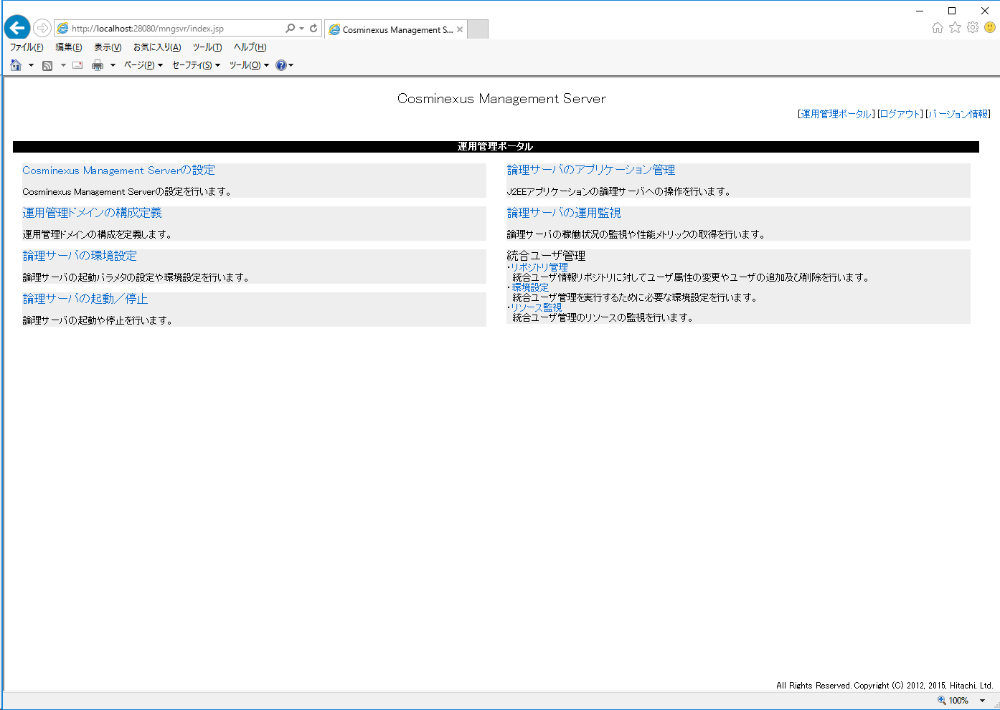 http://localhost:28080/mngsvr/index.jsp
Cosminexus Management S...
ファイル(F) 編集(E) 表示(V) お気に入り(A) ツール(T) ヘルプ(H)
ページ(P) セーフティ(S) ツール(O)
Cosminexus Management Server
[運用管理ポータル] [ログアウト] [バージョン情報]
運用管理ポータル
Cosminexus Management Serverの設定
Cosminexus Management Serverの設定を行います。
運用管理ドメインの構成定義
運用管理ドメインの構成を定義します。
論理サーバの環境設定
論理サーバの起動パラメタの設定や環境設定を行います。
論理サーバの起動／停止
論理サーバの起動や停止を行います。
論理サーバのアプリケーション管理
J2EEアプリケーションの論理サーバへの操作を行います。
論理サーバの運用監視
論理サーバの稼働状況の監視や性能メトリックの取得を行います。
統合ユーザ管理
・リポジトリ管理
統合ユーザ情報リポジトリに対してユーザ属性の変更やユーザの追加及び削除を行います。
・環境設定
統合ユーザ管理を実行するために必要な環境設定を行います。
・リソース監視
統合ユーザ管理のリソースの監視を行います。
All Rights Reserved. Copyright (C) 2012, 2015, Hitachi, Ltd.
100%